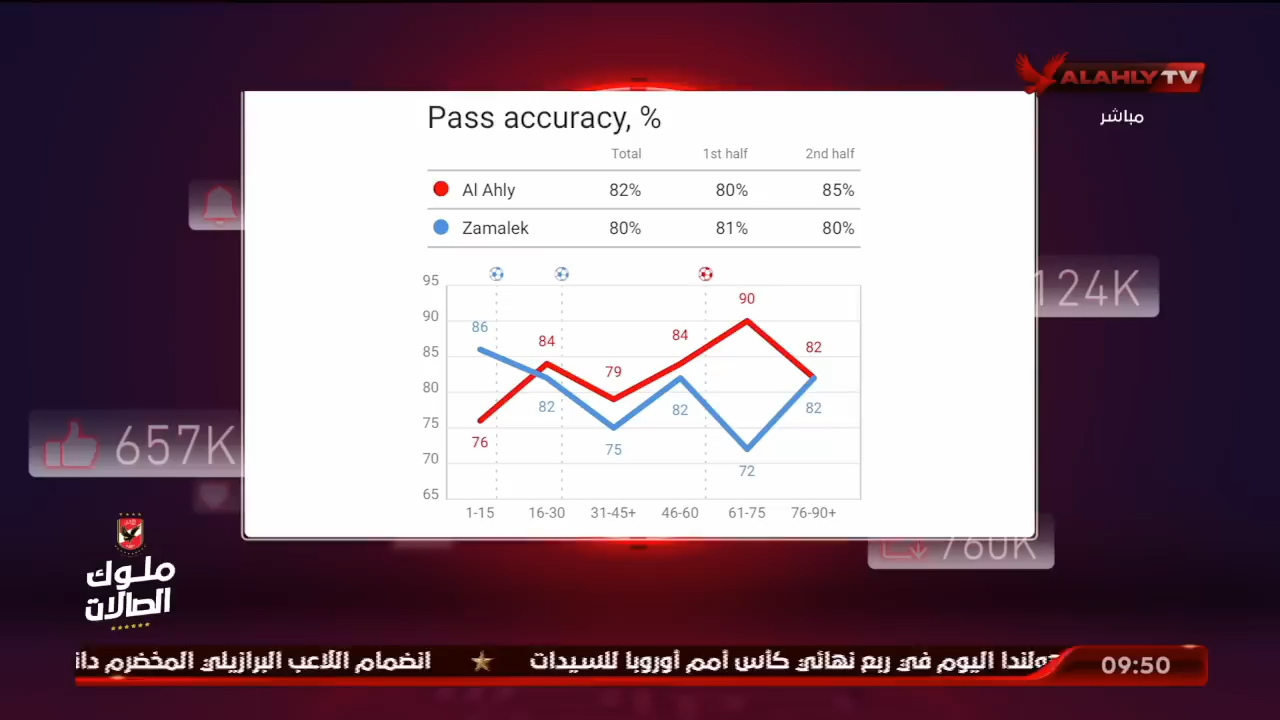 ALAHLY TV
مباشر
Pass accuracy, %
Total 1st half 2nd half
Al Ahly 82% 80% 85%
Zamalek 80% 81% 80%
95
90
85
80
75
70
65
86 84 79 84 90 82
76 82 75 82 72 82
1-15 16-30 31-45+ 46-60 61-75 76-90+
124K
657K
760K
ملوك
الصالات
اليوم في ربع نهائي كأس أمم أوروبا للسيدات ★ انضمام اللاعب البرازيلي المخضرم
09:50